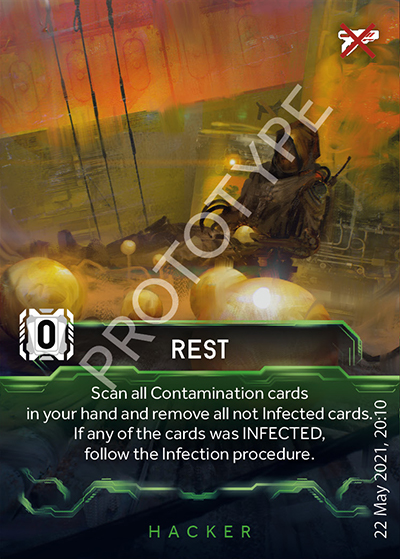 PROTOTYPE
0
REST
Scan all Contamination cards
in your hand and remove all not Infected cards.
If any of the cards was INFECTED,
follow the Infection procedure.
22 May 2021, 20:10
HACKER